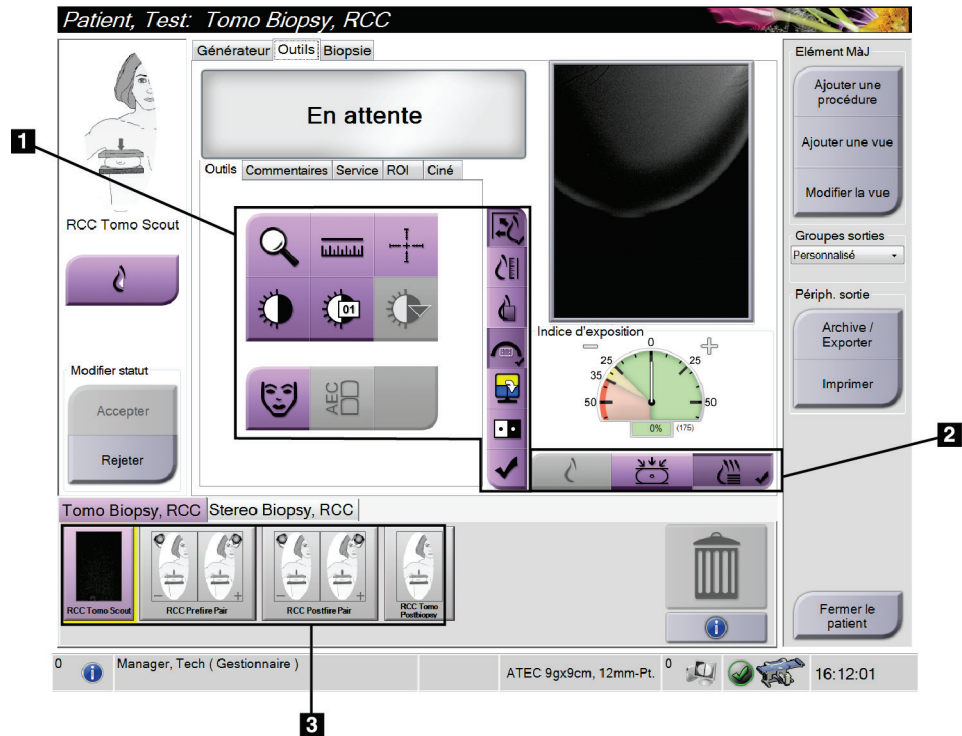 Patient, Test: Tomo Biopsy, RCC
Générateur
Outils
Biopsie
En attente
Outils
Commentaires
Service
ROI
Ciné
1
RCC Tomo Scout
01
AEC
Modifier statut
Accepter
Rejeter
Indice d'exposition
0
25
25
35
50
50
0%
(175)
2
Elément MàJ
Ajouter une
procédure
Ajouter une vue
Modifier la vue
Groupes sorties
Personnalisé
Périph. sortie
Archive /
Exporter
Imprimer
Tomo Biopsy, RCC
Stereo Biopsy, RCC
RCC Tomo Scout
RCC Prefire Pair
RCC Postfire Pair
RCC Tomo
Postbiopsy
Fermer le
patient
0
Manager, Tech ( Gestionnaire )
ATEC 9gx9cm, 12mm-Pt.
0
16:12:01
3